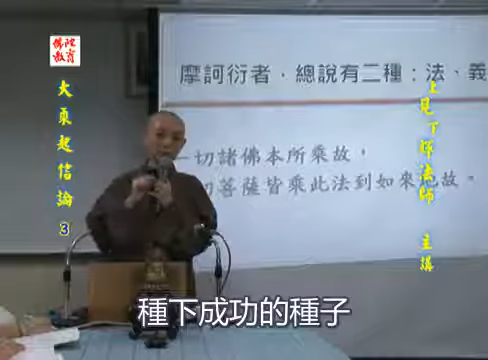 佛陀
教育
大乘起信論 3
摩訶衍者，總說有二種：法、義
一切諸佛本所乘故，
切菩薩皆乘此法到如來地故。
上見下輝法師 主講
種下成功的種子